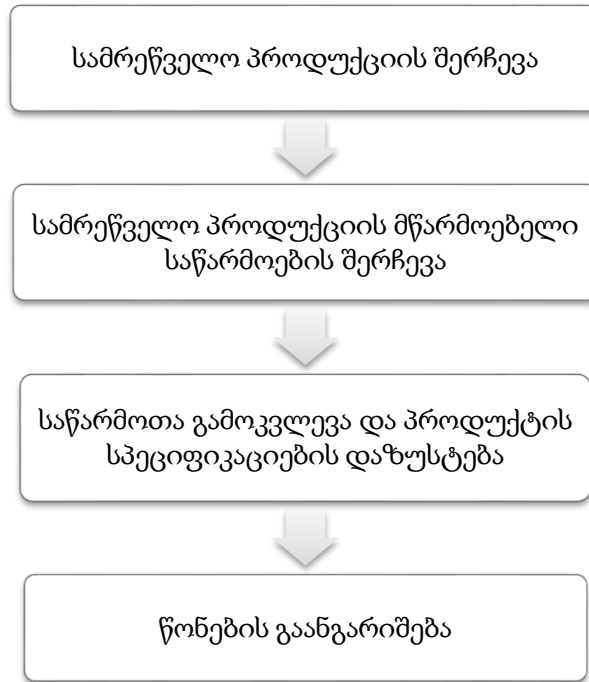 სამრეწველო პროდუქციის შერჩევა
სამრეწველო პროდუქციის მწარმოებელი
საწარმოების შერჩევა
საწარმოთა გამოკვლევა და პროდუქტის
სპეციფიკაციების დაზუსტება
წონების გაანგარიშება